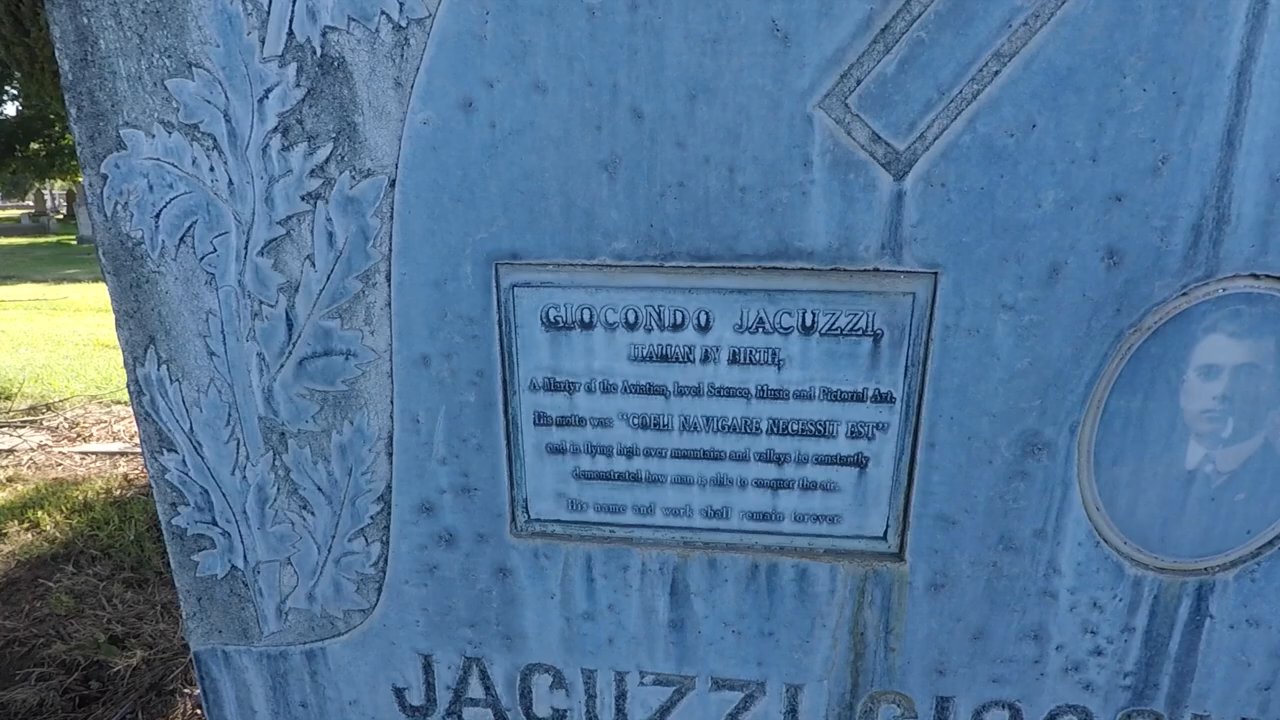 GIOCONDO JACUZZI,
ITALIAN BY BIRTH,
A Martyr of the Aviation, loved Science, Music and Pictorial Art.
His motto was: "COELI NAVIGARE NECESSIT EST"
and in flying high over mountains and valleys he constantly
demonstrated how man is able to conquer the air.
His name and work shall remain forever.
JACUZZI GIOCO